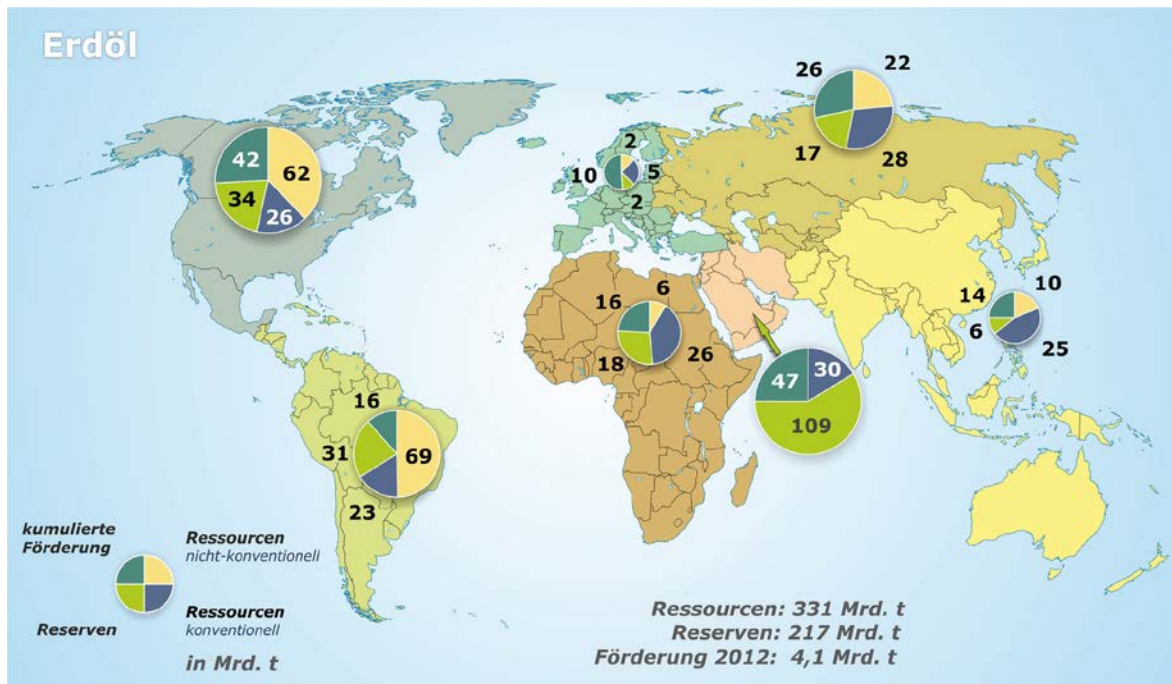 Erdöl
26
22
17
28
2
10
5
2
42
62
34
26
16
6
18
26
14
10
6
25
47
30
109
16
31
69
23
kumulierte
Förderung
Ressourcen
nicht-konventionell
Reserven
Ressourcen
konventionell
in Mrd. t
Ressourcen: 331 Mrd. t
Reserven: 217 Mrd. t
Förderung 2012: 4,1 Mrd. t